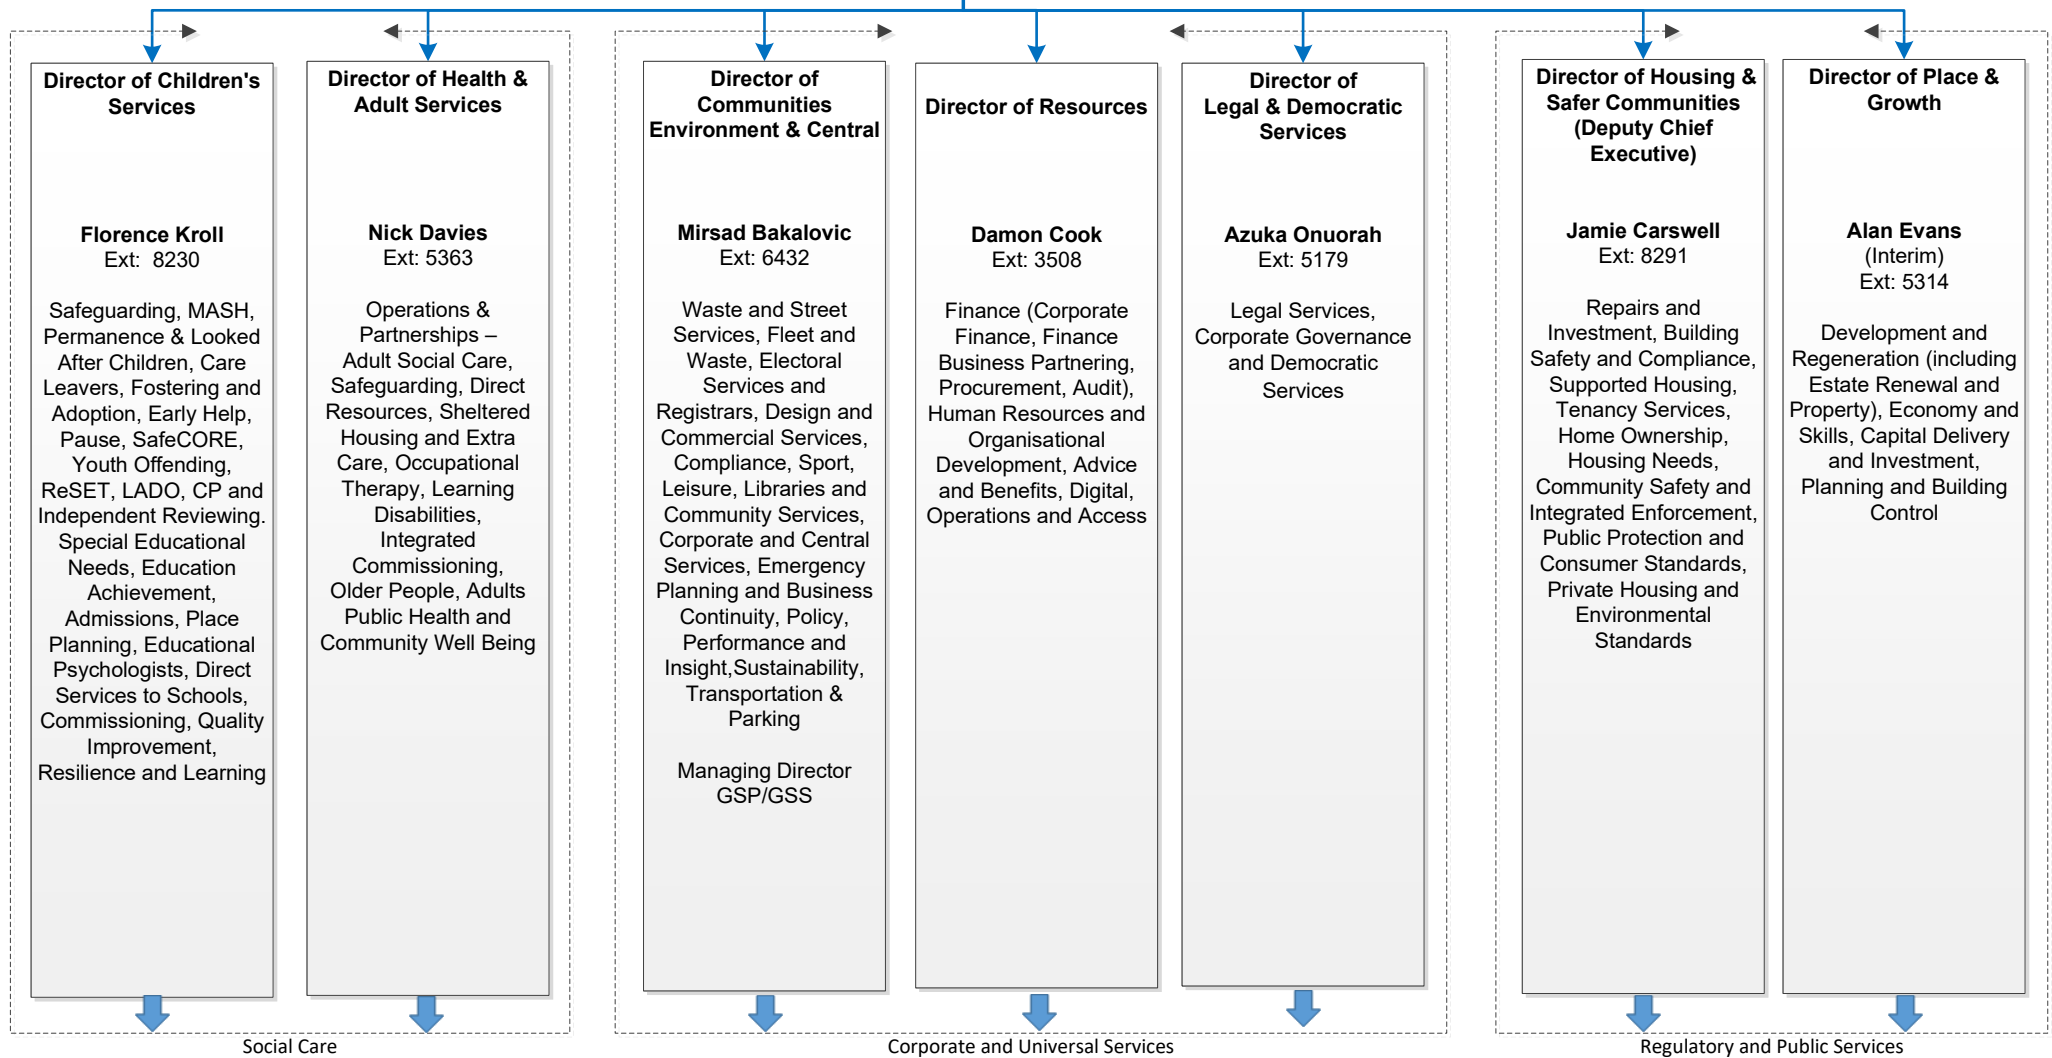 Director of Children's
Services
Florence Kroll
Ext:  8230
Safeguarding, MASH,
Permanence & Looked
After Children, Care
Leavers, Fostering and
Adoption, Early Help,
Pause, SafeCORE,
Youth Offending,
ReSET, LADO, CP and
Independent Reviewing.
Special Educational
Needs, Education
Achievement,
Admissions, Place
Planning, Educational
Psychologists, Direct
Services to Schools,
Commissioning, Quality
Improvement,
Resilience and Learning
Director of Health &
Adult Services
Nick Davies
Ext: 5363
Operations &
Partnerships –
Adult Social Care,
Safeguarding, Direct
Resources, Sheltered
Housing and Extra
Care, Occupational
Therapy, Learning
Disabilities,
Integrated
Commissioning,
Older People, Adults
Public Health and
Community Well Being
Social Care
Director of
Communities
Environment & Central
Mirsad Bakalovic
Ext: 6432
Waste and Street
Services, Fleet and
Waste, Electoral
Services and
Registrars, Design and
Commercial Services,
Compliance, Sport,
Leisure, Libraries and
Community Services,
Corporate and Central
Services, Emergency
Planning and Business
Continuity, Policy,
Performance and
Insight,Sustainability,
Transportation &
Parking
Managing Director
GSP/GSS
Director of Resources
Damon Cook
Ext: 3508
Finance (Corporate
Finance, Finance
Business Partnering,
Procurement, Audit),
Human Resources and
Organisational
Development, Advice
and Benefits, Digital,
Operations and Access
Director of
Legal & Democratic
Services
Azuka Onuorah
Ext: 5179
Legal Services,
Corporate Governance
and Democratic
Services
Corporate and Universal Services
Director of Housing &
Safer Communities
(Deputy Chief
Executive)
Jamie Carswell
Ext: 8291
Repairs and
Investment, Building
Safety and Compliance,
Supported Housing,
Tenancy Services,
Home Ownership,
Housing Needs,
Community Safety and
Integrated Enforcement,
Public Protection and
Consumer Standards,
Private Housing and
Environmental
Standards
Director of Place &
Growth
Alan Evans
(Interim)
Ext: 5314
Development and
Regeneration (including
Estate Renewal and
Property), Economy and
Skills, Capital Delivery
and Investment,
Planning and Building
Control
Regulatory and Public Services